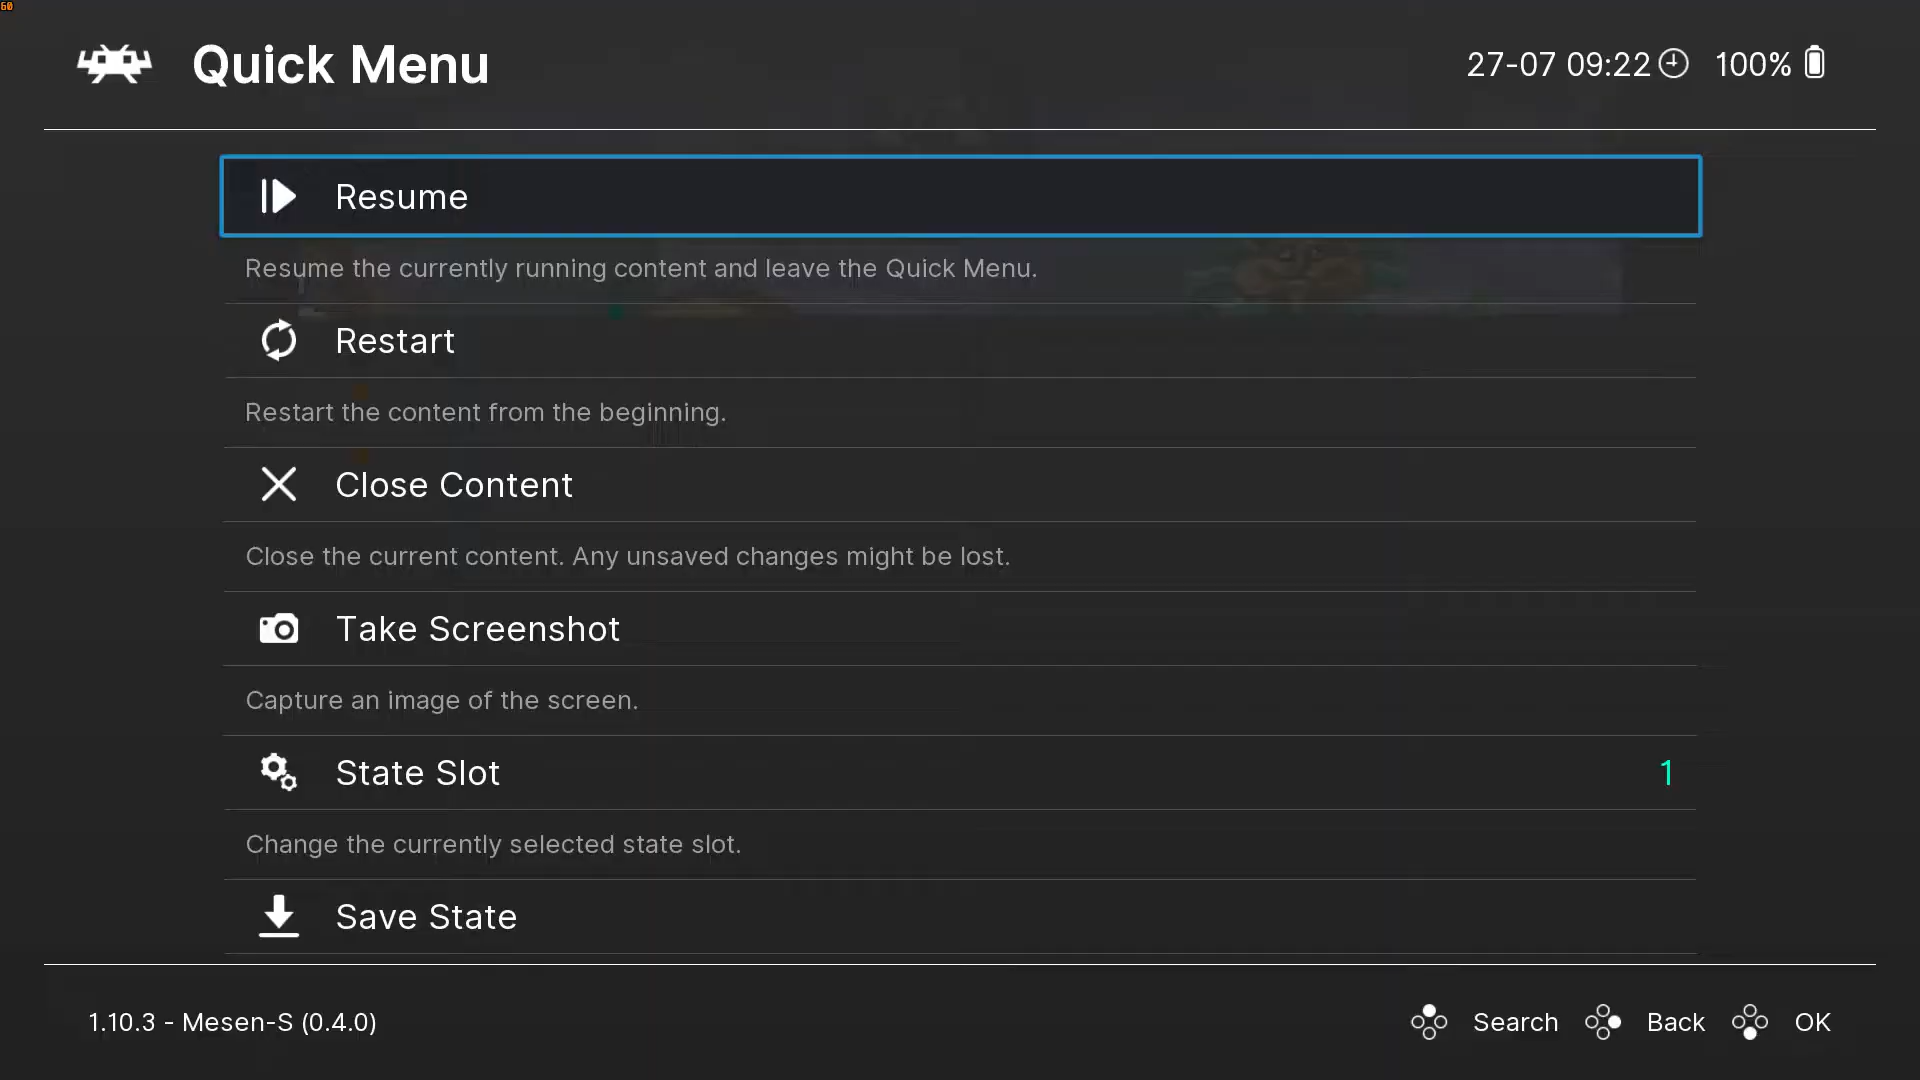 60
Quick Menu
27-07 09:22 100%
Resume
Resume the currently running content and leave the Quick Menu.
Restart
Restart the content from the beginning.
Close Content
Close the current content. Any unsaved changes might be lost.
Take Screenshot
Capture an image of the screen.
State Slot 1
Change the currently selected state slot.
Save State
1.10.3 - Mesen-S (0.4.0) Search Back OK